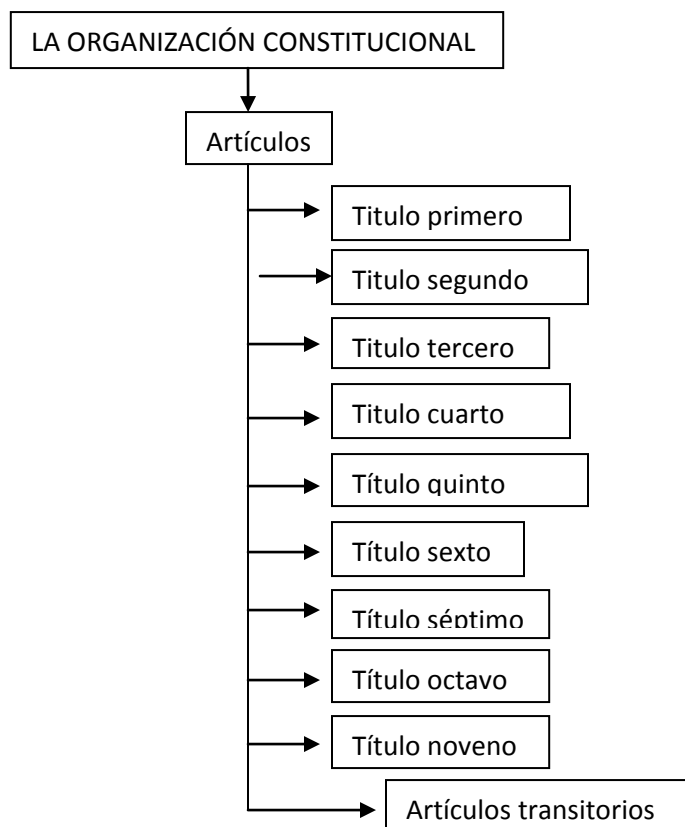 LA ORGANIZACIÓN CONSTITUCIONAL
Artículos
Titulo primero
Titulo segundo
Titulo tercero
Titulo cuarto
Título quinto
Título sexto
Título séptimo
Título octavo
Título noveno
Artículos transitorios